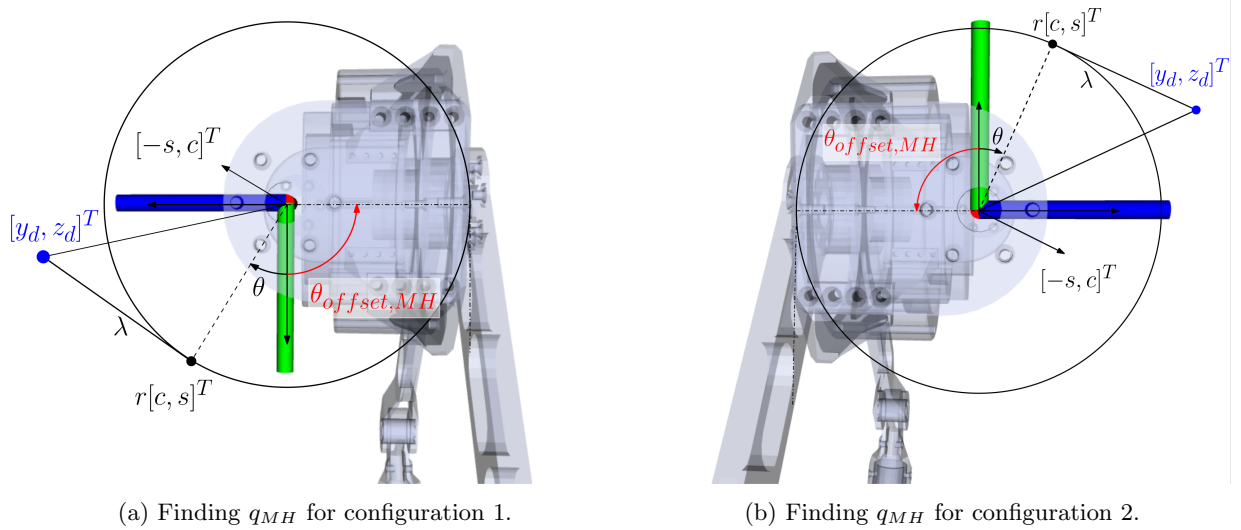 r[c, s]^T
[y_d, z_d]^T
λ
θ_{offset,MH}
θ
[-s, c]^T
[-s, c]^T
[y_d, z_d]^T
θ
θ_{offset,MH}
λ
r[c, s]^T
(a) Finding q_{MH} for configuration 1.
(b) Finding q_{MH} for configuration 2.